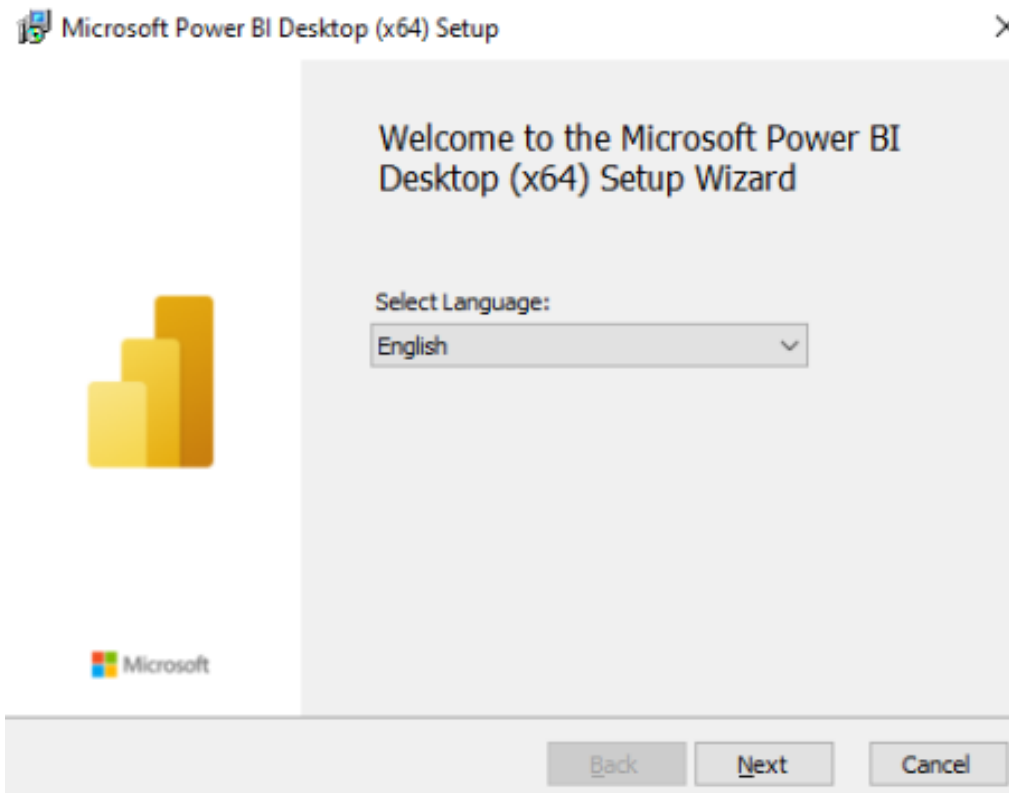 Microsoft Power BI Desktop (x64) Setup
Welcome to the Microsoft Power BI
Desktop (x64) Setup Wizard
Select Language:
English
Microsoft
Back
Next
Cancel